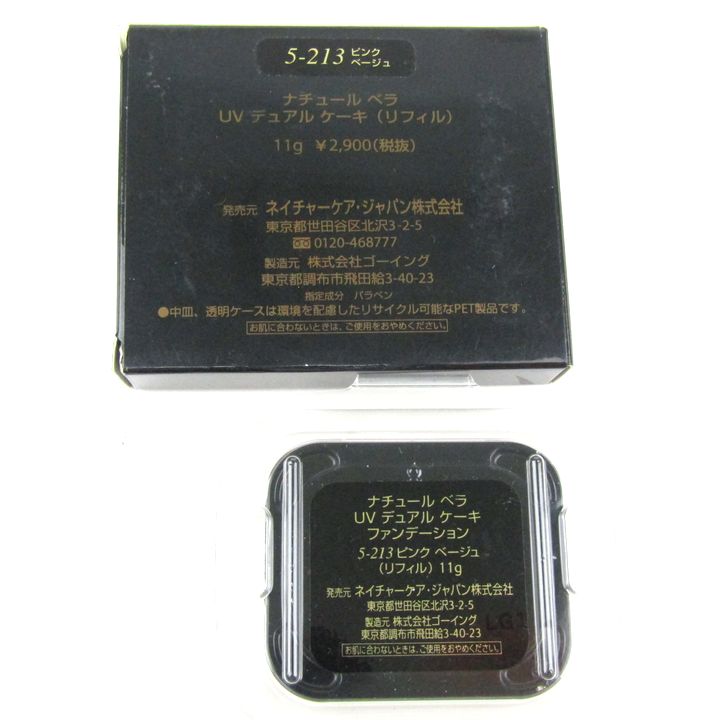 5-213 ピンク
ベージュ
ナチュール ベラ
UV デュアル ケーキ（リフィル）
11g ￥2,900(税抜)
発売元 ネイチャーケア・ジャパン株式会社
東京都世田谷区北沢3-2-5
0120-468777
製造元 株式会社ゴーイング
東京都調布市飛田給3-40-23
指定成分 パラベン
●中皿、透明ケースは環境を配慮したリサイクル可能なPET製品です。
お肌に合わないときは、ご使用をおやめください。
ナチュール ベラ
UV デュアル ケーキ
ファンデーション
5-213 ピンク ベージュ
（リフィル）11g
発売元 ネイチャーケア・ジャパン株式会社
東京都世田谷区北沢3-2-5
製造元 株式会社ゴーイング
東京都調布市飛田給3-40-23
お肌に合わないときは、ご使用をおやめください。